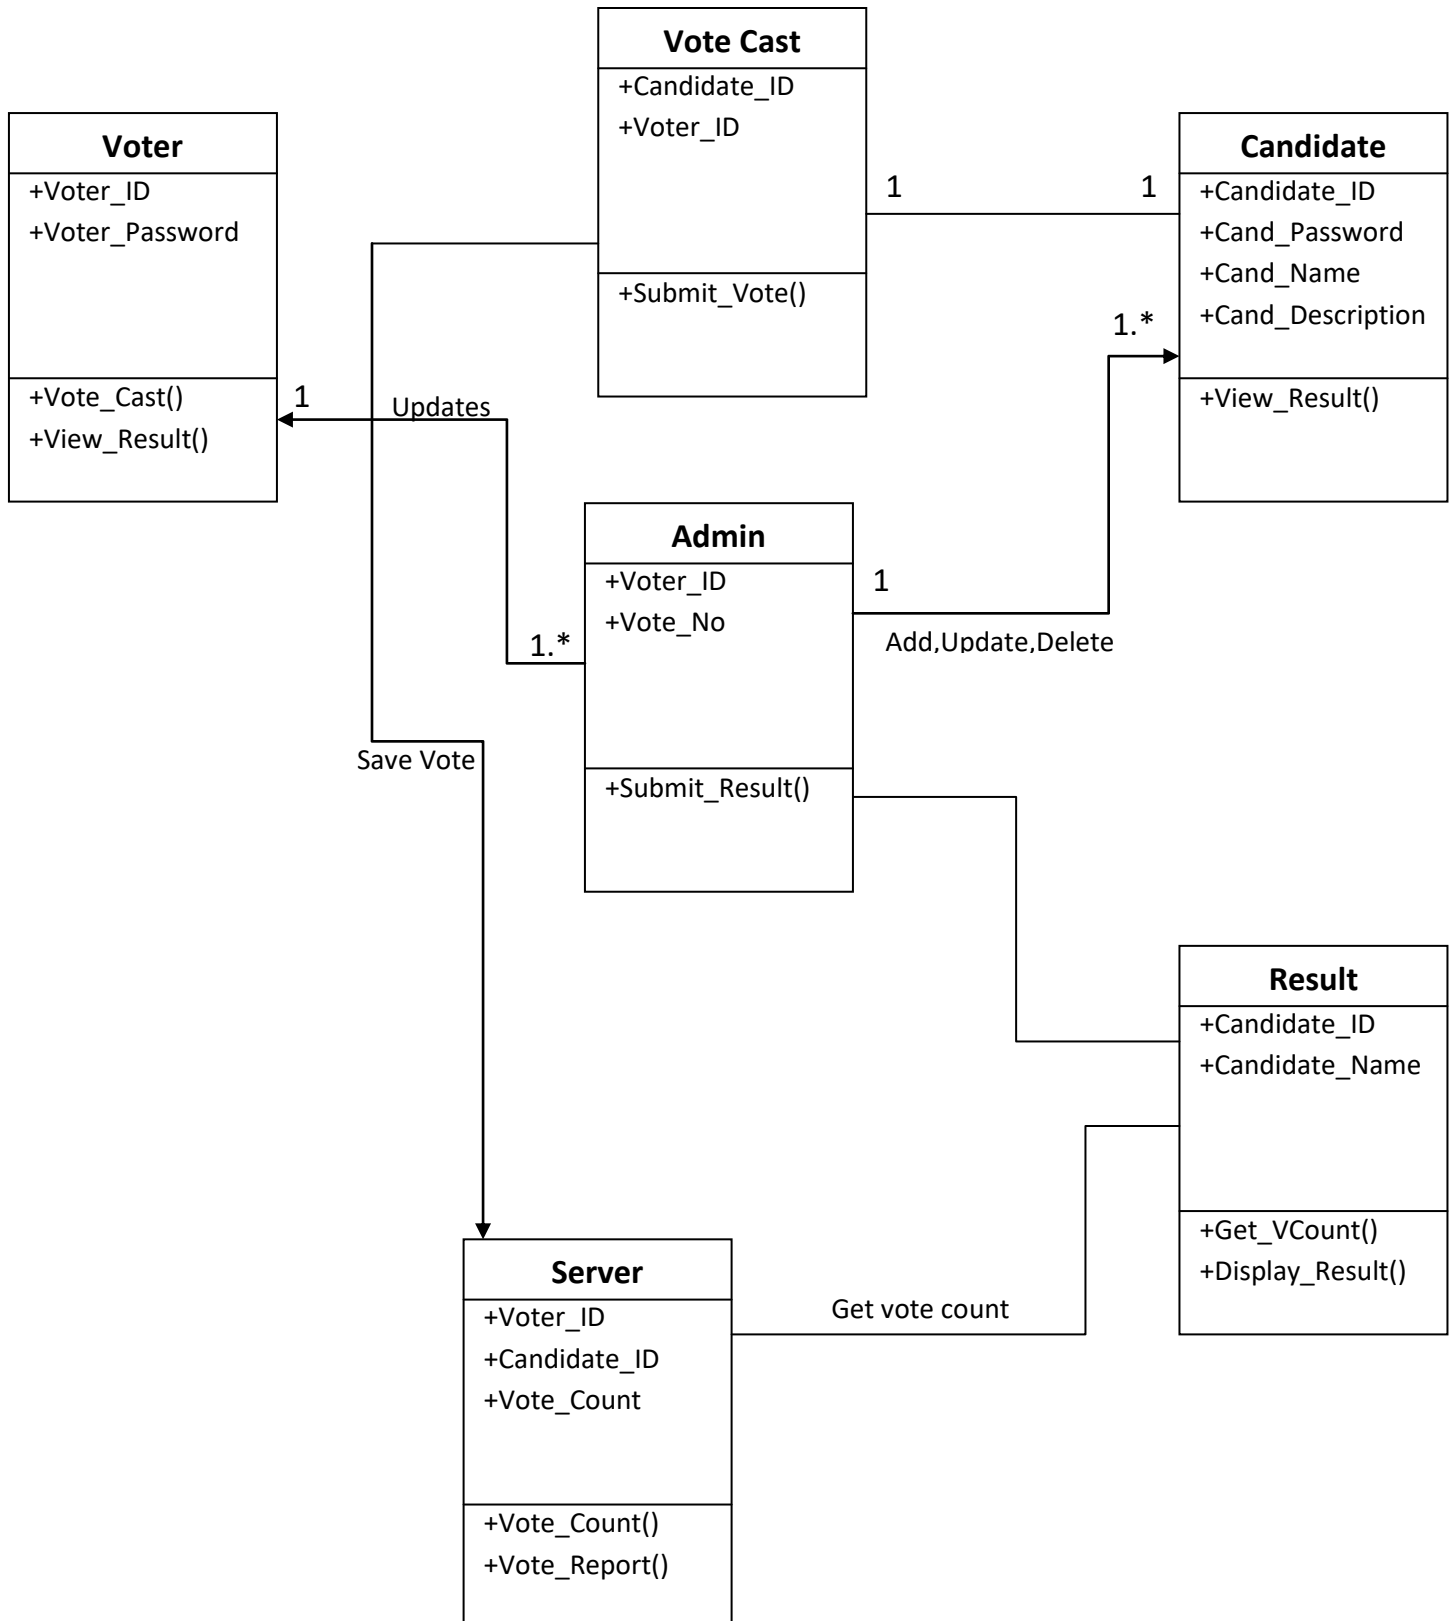 Vote Cast
+Candidate_ID
+Voter_ID
+Submit_Vote()
Voter
+Voter_ID
+Voter_Password
+Vote_Cast()
+View_Result()
Candidate
+Candidate_ID
+Cand_Password
+Cand_Name
+Cand_Description
+View_Result()
1
1
1.*
1
Updates
Admin
+Voter_ID
+Vote_No
+Submit_Result()
1
1.*
Add,Update,Delete
Save Vote
Result
+Candidate_ID
+Candidate_Name
+Get_VCount()
+Display_Result()
Server
+Voter_ID
+Candidate_ID
+Vote_Count
+Vote_Count()
+Vote_Report()
Get vote count